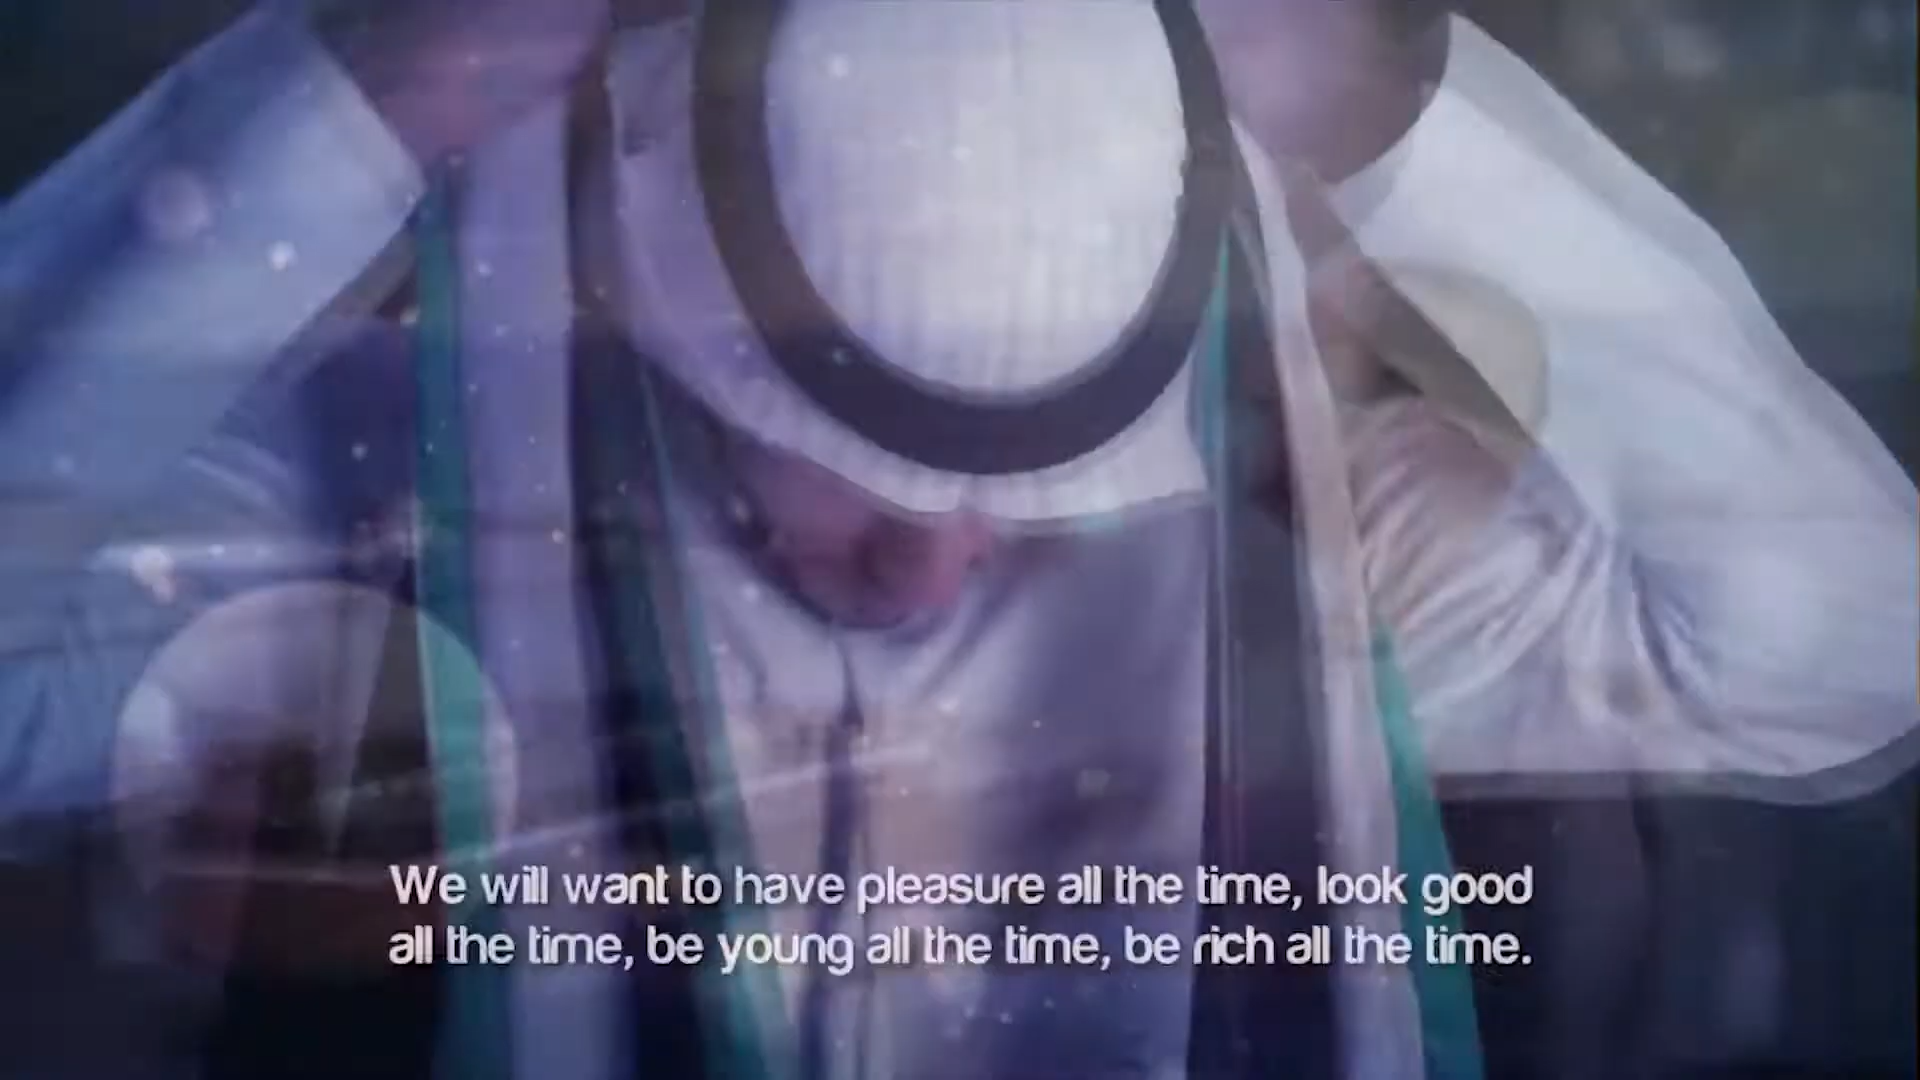 We will want to have pleasure all the time, look good
all the time, be young all the time, be rich all the time.